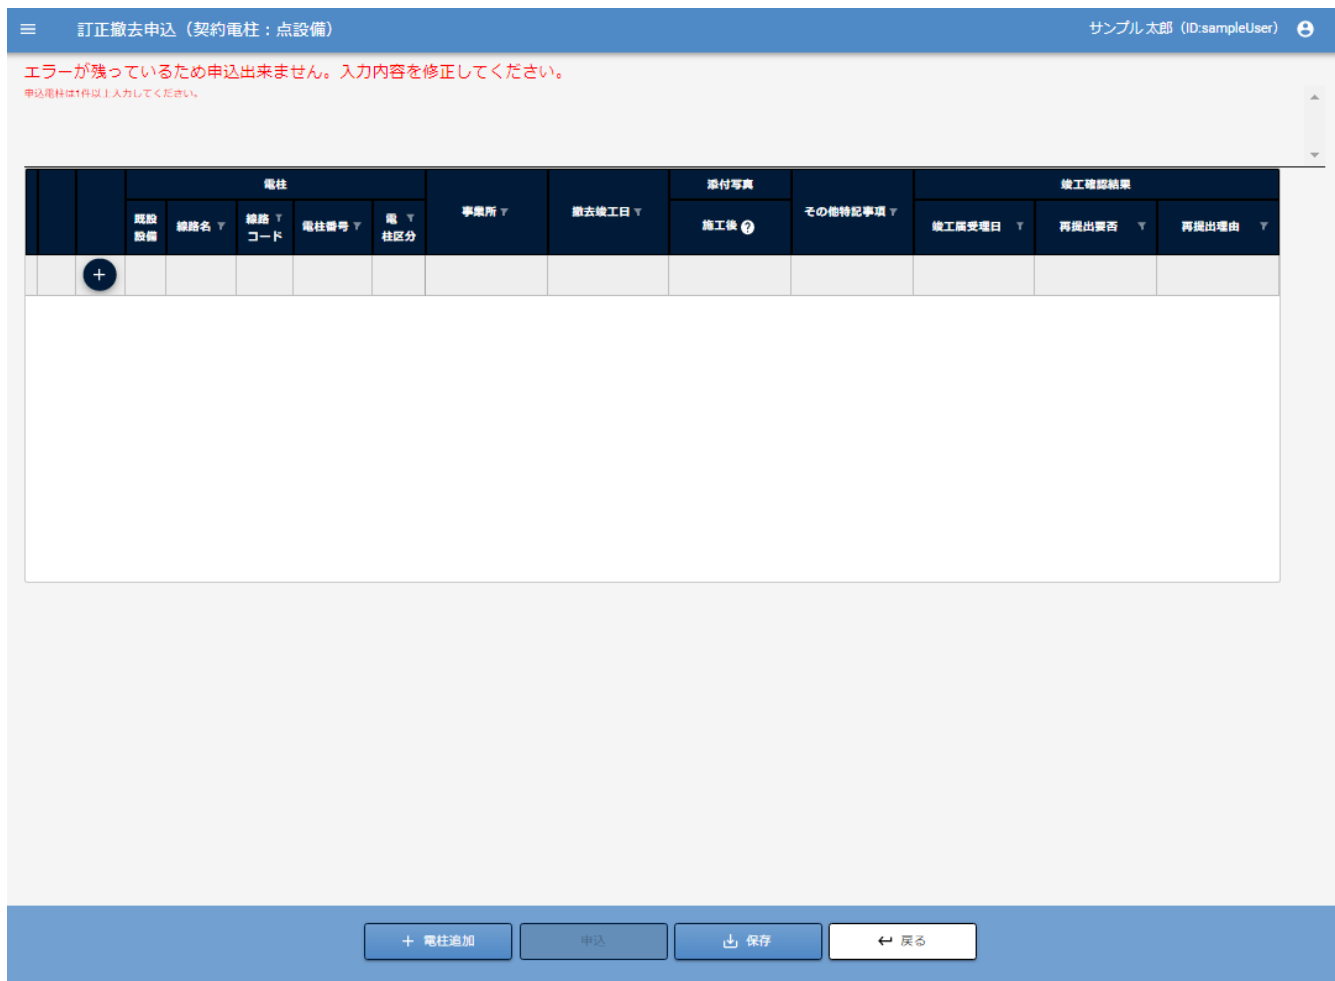 訂正撤去申込（契約電柱：点設備）
サンプル 太郎（ID:sampleUser）
エラーが残っているため申込出来ません。入力内容を修正してください。
申込電柱は1件以上入力してください。
電柱
添付写真
竣工確認結果
既設
設備
線路名
線路
コード
電柱番号
電
柱区分
事業所
撤去竣工日
施工後
その他特記事項
竣工届受理日
再提出要否
再提出理由
電柱追加
申込
保存
戻る